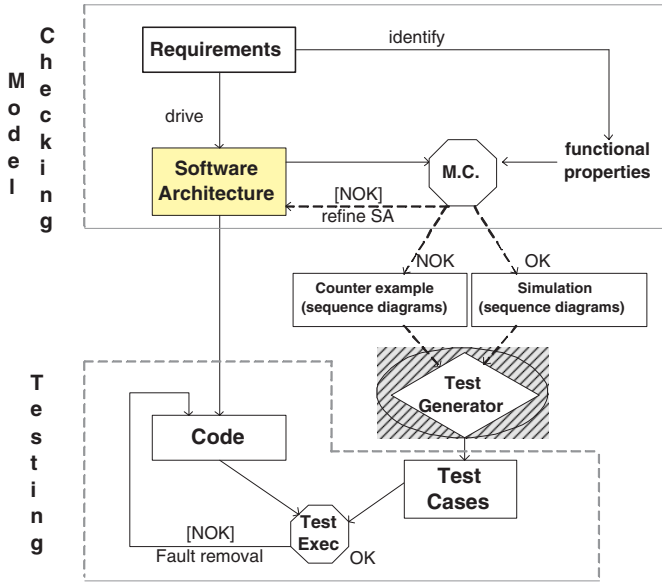 Model
Checking
Requirements
identify
drive
Software
Architecture
M.C.
functional
properties
[NOK]
refine SA
NOK
OK
Counter example
(sequence diagrams)
Simulation
(sequence diagrams)
Testing
Test
Generator
Code
Test
Cases
Test
Exec
[NOK]
Fault removal
OK